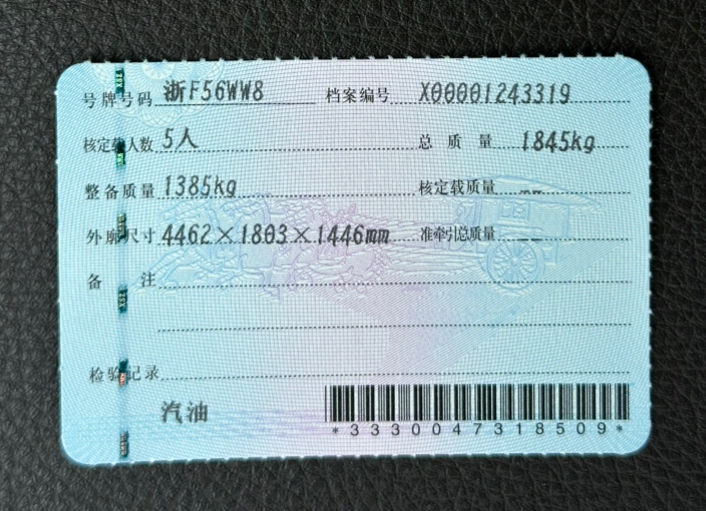 号牌号码 浙F56WW8 档案编号 X00001243319
核定载人数 5人 总质量 1845kg
整备质量 1385kg 核定载质量 --
外廓尺寸 4462×1803×1446mm 准牵引总质量 --
备注
检验记录
汽油
*3330047318509*